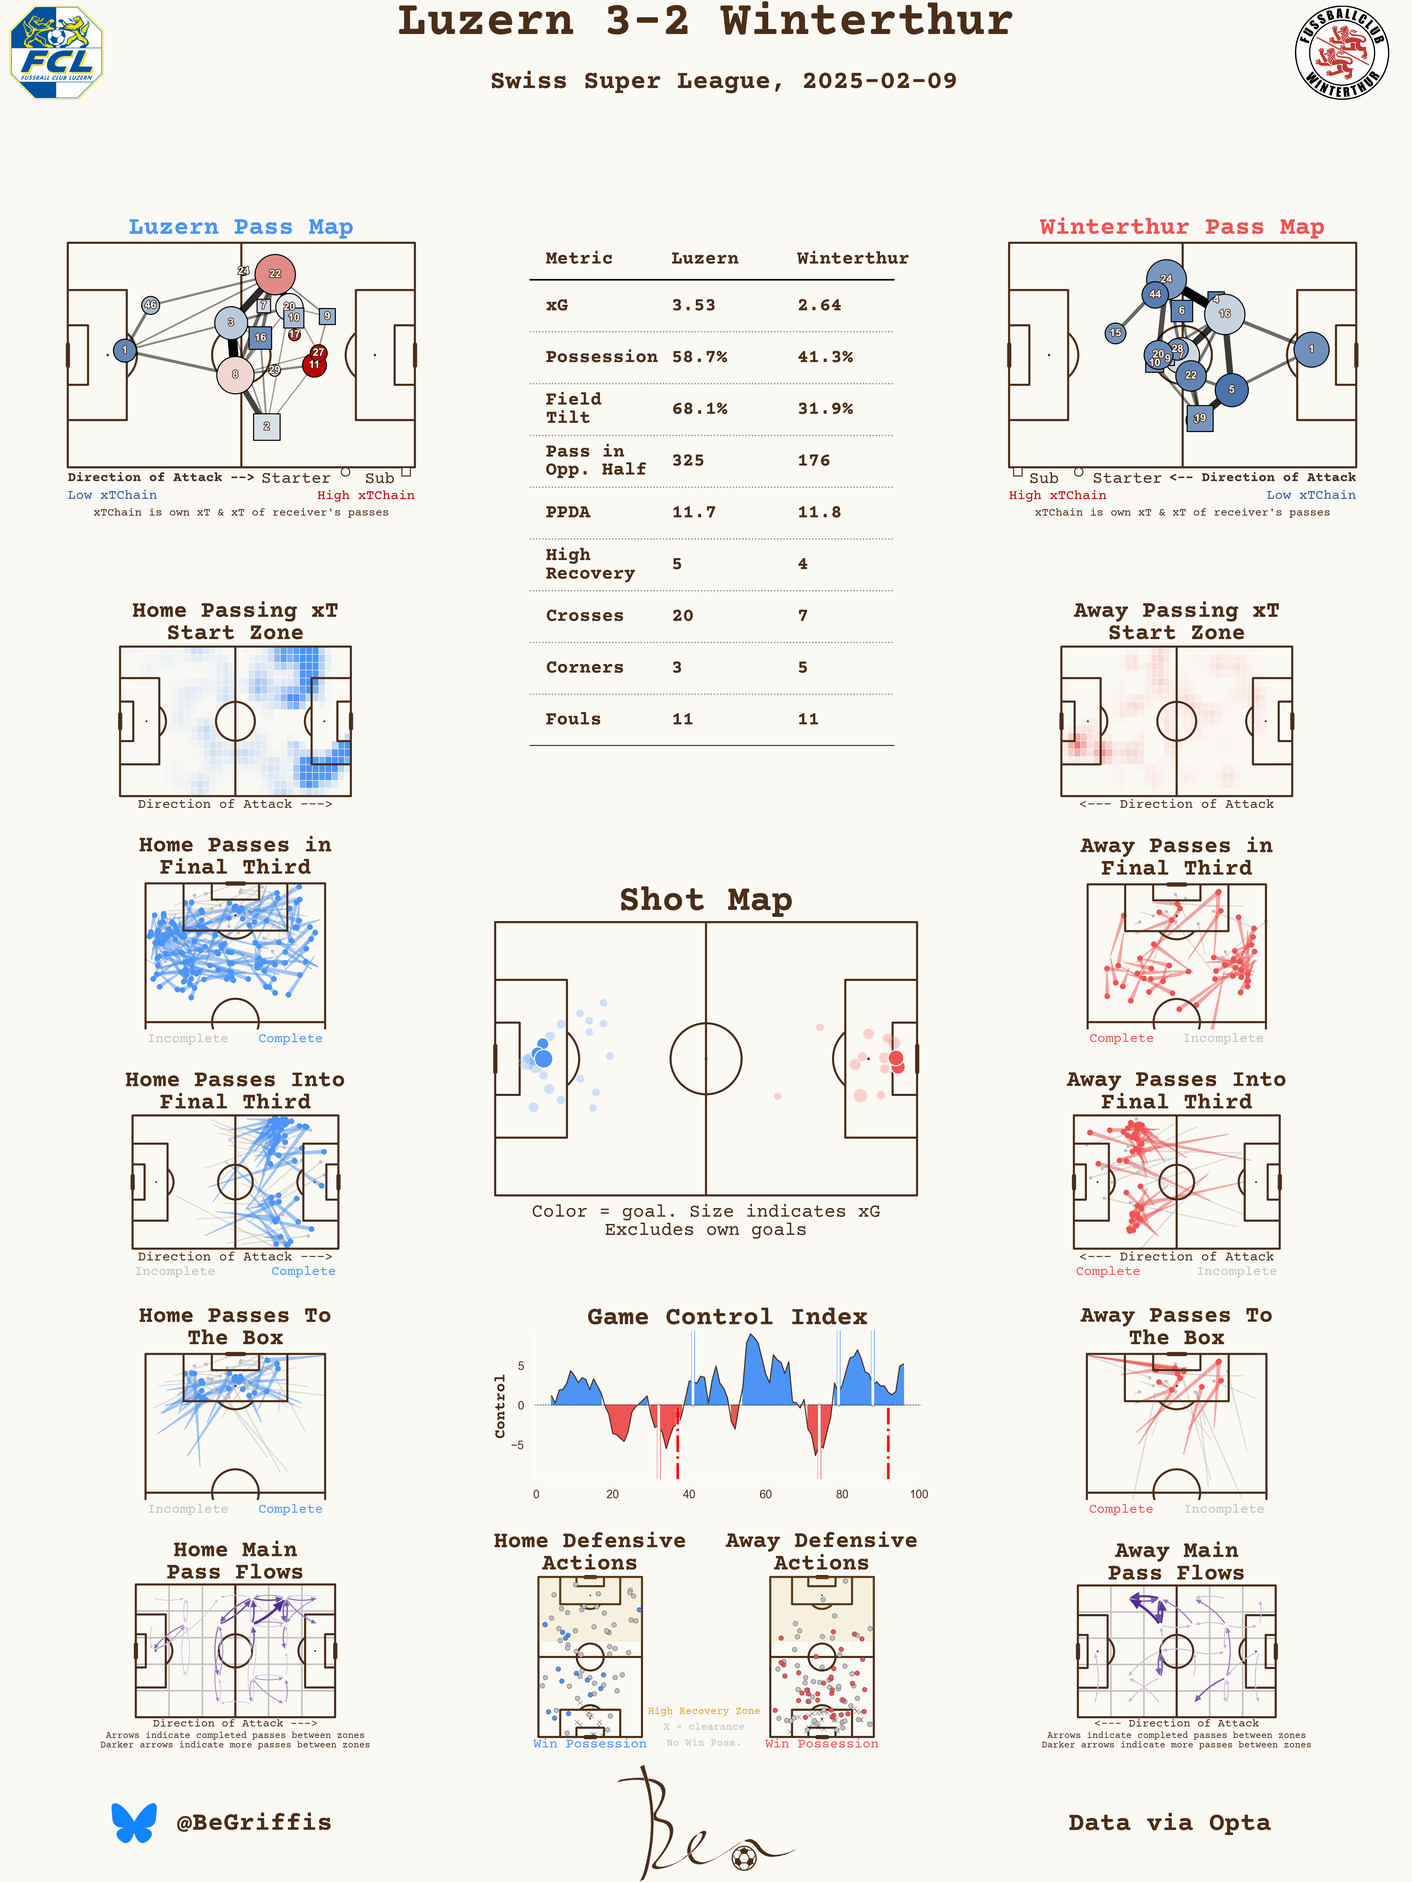 Luzern 3-2 Winterthur
Swiss Super League, 2025-02-09
FCL
FUSSBALL CLUB LUZERN
FUSSBALLCLUB
WINTERTHUR
Luzern Pass Map
24
22
46
7
20
10
9
3
16
17
1
27
11
8
29
2
Direction of Attack --> Starter Sub
Low xTChain High xTChain
xTChain is own xT & xT of receiver's passes
Metric Luzern Winterthur
xG 3.53 2.64
Possession 58.7% 41.3%
Field
Tilt 68.1% 31.9%
Pass in
Opp. Half 325 176
PPDA 11.7 11.8
High
Recovery 5 4
Crosses 20 7
Corners 3 5
Fouls 11 11
Winterthur Pass Map
24
44
4
6
16
15
28
20
7
9
10
1
22
5
19
Sub Starter <-- Direction of Attack
High xTChain Low xTChain
xTChain is own xT & xT of receiver's passes
Home Passing xT
Start Zone
Direction of Attack --->
Away Passing xT
Start Zone
<--- Direction of Attack
Home Passes in
Final Third
Incomplete Complete
Shot Map
Color = goal. Size indicates xG
Excludes own goals
Away Passes in
Final Third
Complete Incomplete
Home Passes Into
Final Third
Direction of Attack --->
Incomplete Complete
Away Passes Into
Final Third
<--- Direction of Attack
Complete Incomplete
Home Passes To
The Box
Incomplete Complete
Game Control Index
Control
5
0
−5
0 20 40 60 80 100
Away Passes To
The Box
Complete Incomplete
Home Main
Pass Flows
Direction of Attack --->
Arrows indicate completed passes between zones
Darker arrows indicate more passes between zones
Home Defensive
Actions
Win Possession
High Recovery Zone
X = clearance
No Win Poss.
Away Defensive
Actions
Win Possession
Away Main
Pass Flows
<--- Direction of Attack
Arrows indicate completed passes between zones
Darker arrows indicate more passes between zones
@BeGriffis
Ben
Data via Opta